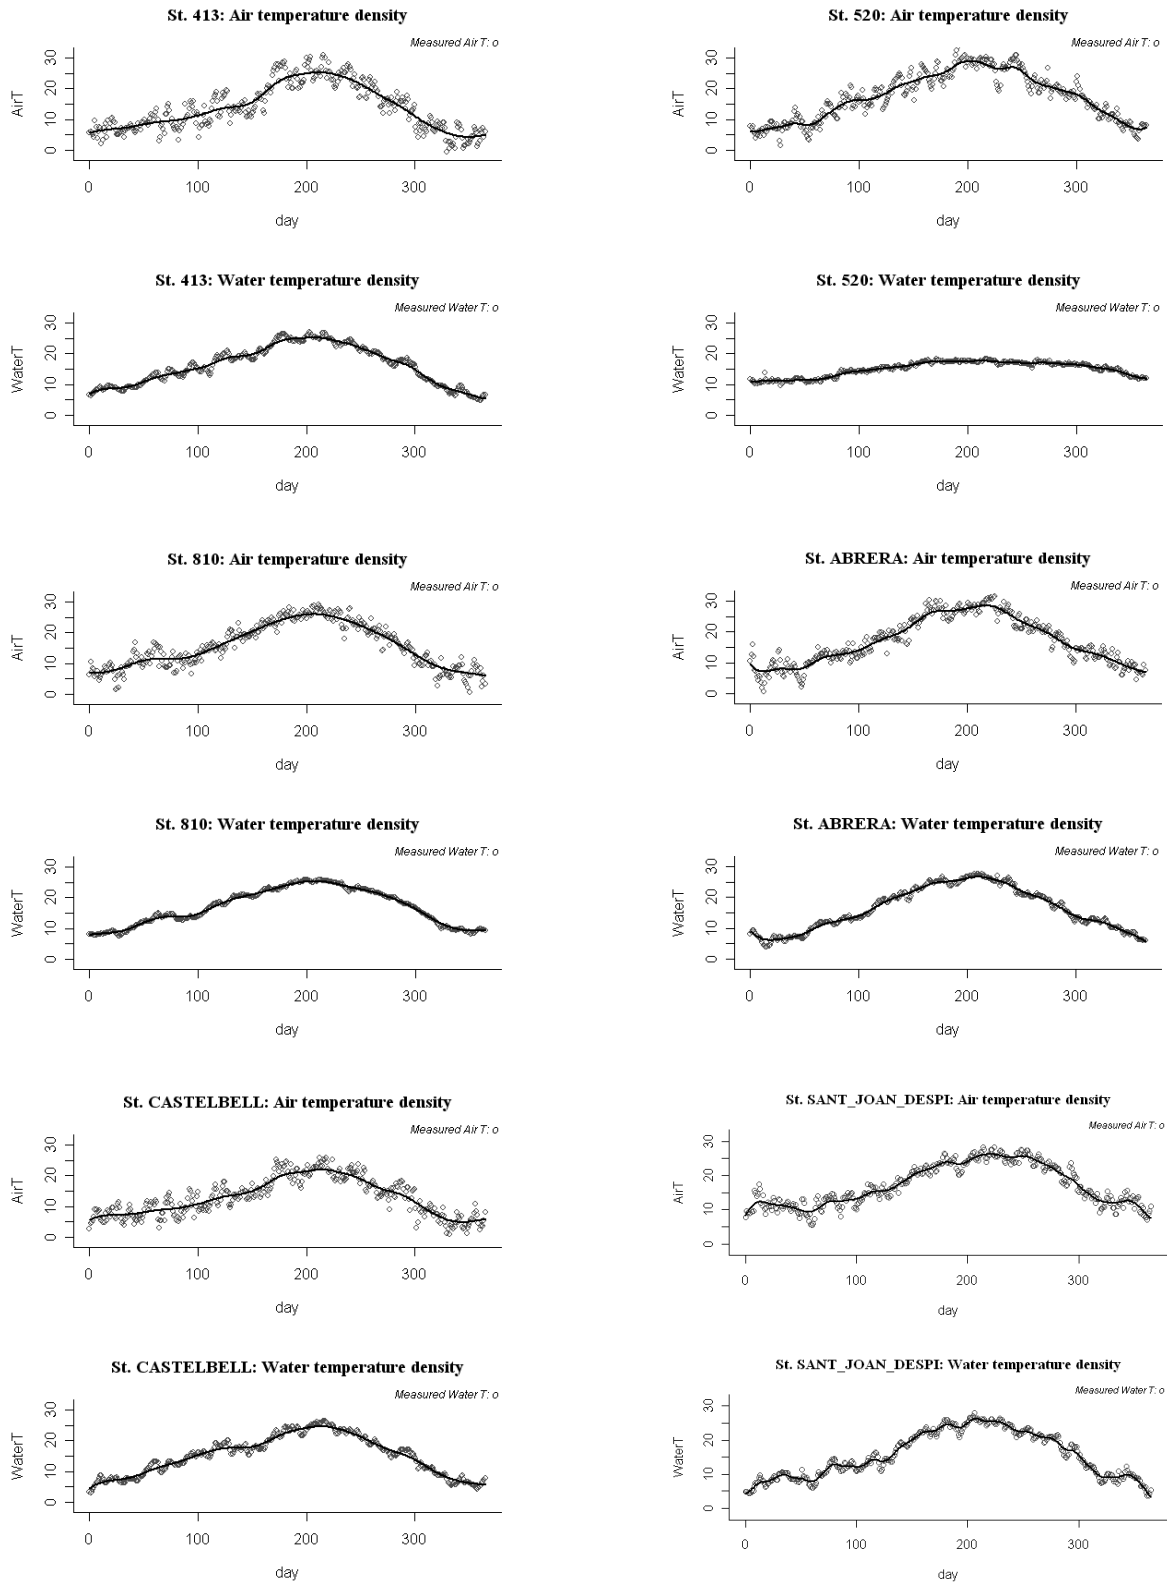 St. 413: Air temperature density
Measured Air T: o
AirT
0 10 20 30
0 100 200 300
day
St. 520: Air temperature density
Measured Air T: o
AirT
0 10 20 30
0 100 200 300
day
St. 413: Water temperature density
Measured Water T: o
WaterT
0 10 20 30
0 100 200 300
day
St. 520: Water temperature density
Measured Water T: o
WaterT
0 10 20 30
0 100 200 300
day
St. 810: Air temperature density
Measured Air T: o
AirT
0 10 20 30
0 100 200 300
day
St. ABRERA: Air temperature density
Measured Air T: o
AirT
0 10 20 30
0 100 200 300
day
St. 810: Water temperature density
Measured Water T: o
WaterT
0 10 20 30
0 100 200 300
day
St. ABRERA: Water temperature density
Measured Water T: o
WaterT
0 10 20 30
0 100 200 300
day
St. CASTELBELL: Air temperature density
Measured Air T: o
AirT
0 10 20 30
0 100 200 300
day
St. SANT_JOAN_DESPI: Air temperature density
Measured Air T: o
AirT
0 10 20 30
0 100 200 300
day
St. CASTELBELL: Water temperature density
Measured Water T: o
WaterT
0 10 20 30
0 100 200 300
day
St. SANT_JOAN_DESPI: Water temperature density
Measured Water T: o
WaterT
0 10 20 30
0 100 200 300
day